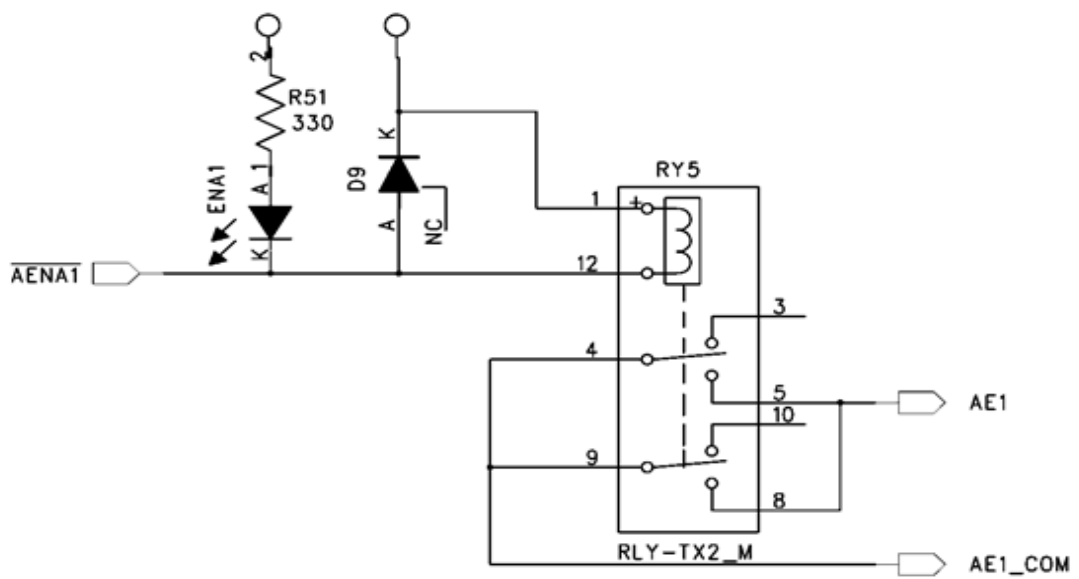 2
R51
330
A 1
ENA1
K
K
D9
A
NC
AENA1
RY5
1
+
12
3
4
5
AE1
10
9
8
RLY-TX2_M
AE1_COM